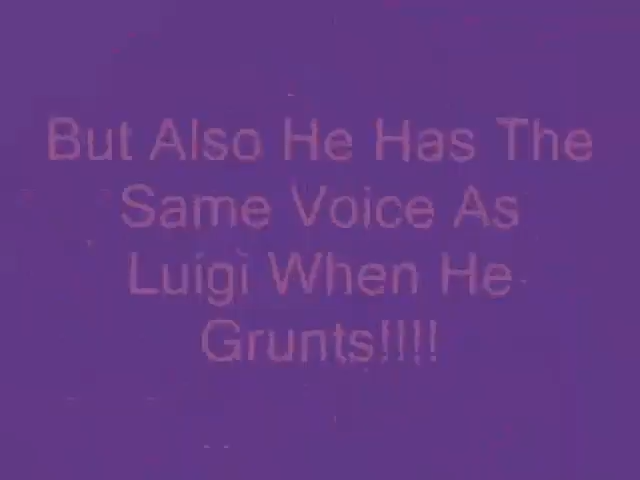 But Also He Has The
Same Voice As
Luigi When He
Grunts!!!!